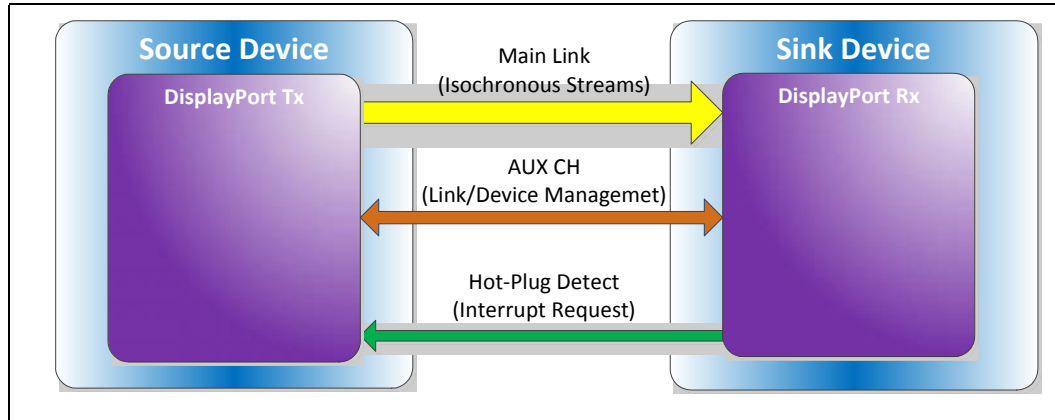 Source Device
DisplayPort Tx
Main Link
(Isochronous Streams)
AUX CH
(Link/Device Managemet)
Hot-Plug Detect
(Interrupt Request)
Sink Device
DisplayPort Rx